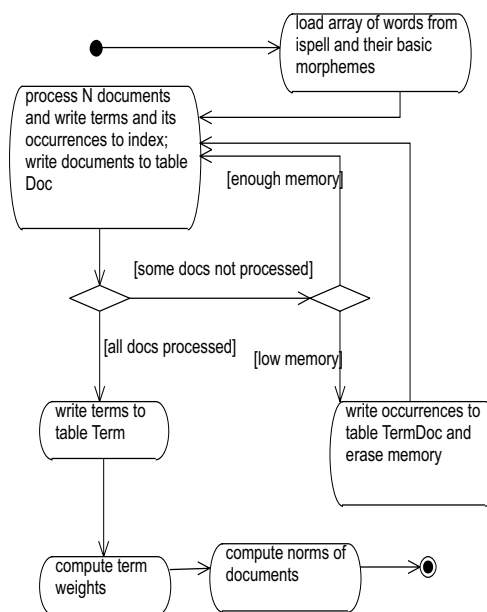 load array of words from
ispell and their basic
morphemes
process N documents
and write terms and its
occurrences to index;
write documents to table
Doc
[enough memory]
[some docs not processed]
[all docs processed]
[low memory]
write terms to
table Term
write occurrences to
table TermDoc and
erase memory
compute term
weights
compute norms of
documents